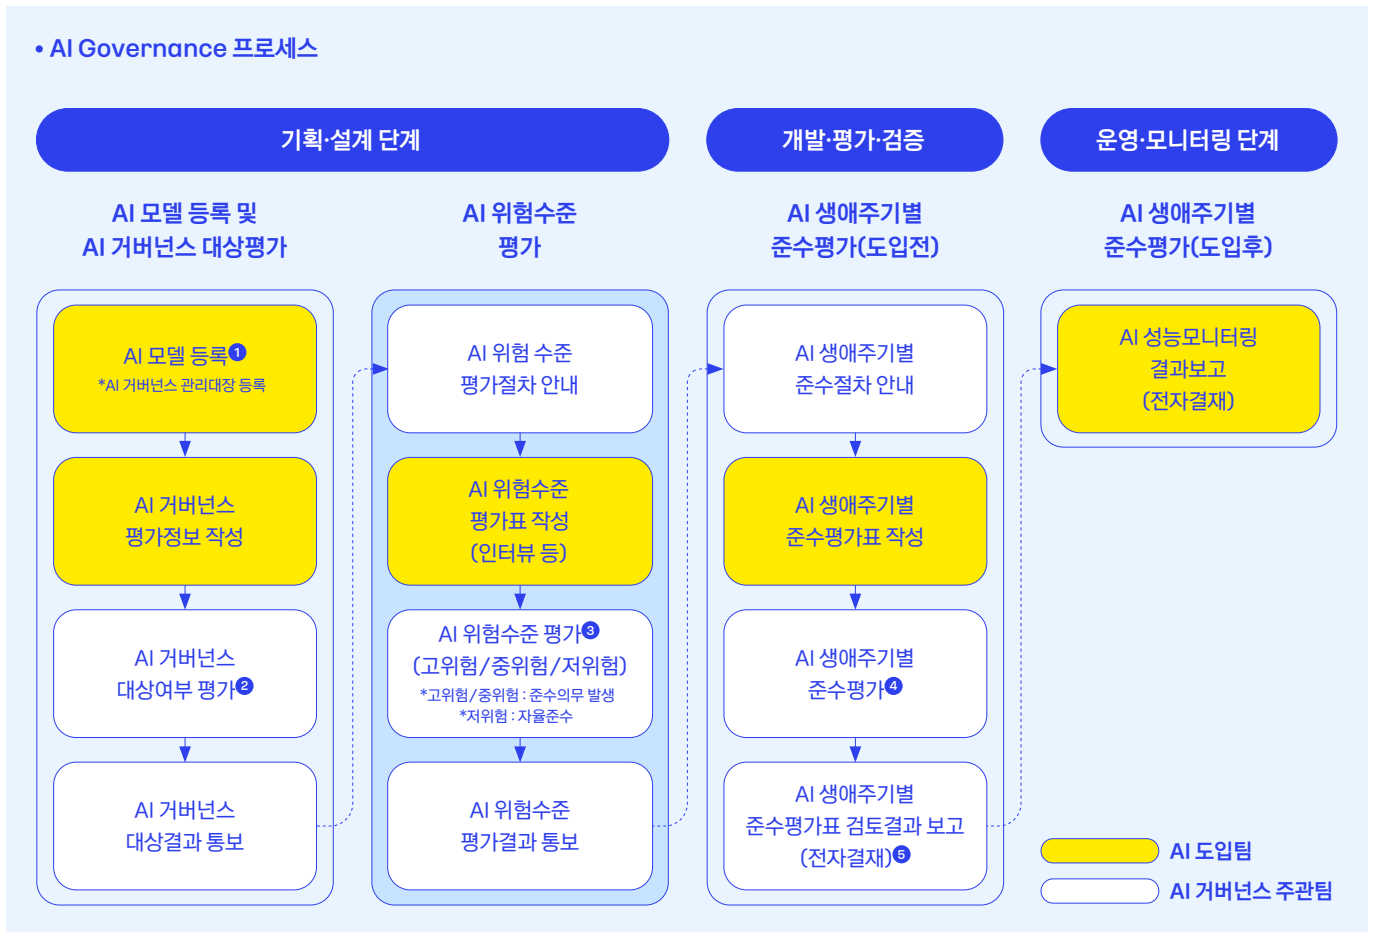 • AI Governance 프로세스
기획·설계 단계
개발·평가·검증
운영·모니터링 단계
AI 모델 등록 및
AI 거버넌스 대상평가
AI 위험수준
평가
AI 생애주기별
준수평가(도입전)
AI 생애주기별
준수평가(도입후)
AI 모델 등록❶
*AI 거버넌스 관리대장 등록
AI 거버넌스
평가정보 작성
AI 거버넌스
대상여부 평가❷
AI 거버넌스
대상결과 통보
AI 위험 수준
평가절차 안내
AI 위험수준
평가표 작성
(인터뷰 등)
AI 위험수준 평가❸
(고위험/중위험/저위험)
*고위험/중위험 : 준수의무 발생
*저위험 : 자율준수
AI 위험수준
평가결과 통보
AI 생애주기별
준수절차 안내
AI 생애주기별
준수평가표 작성
AI 생애주기별
준수평가❹
AI 생애주기별
준수평가표 검토결과 보고
(전자결재)❺
AI 성능모니터링
결과보고
(전자결재)
AI 도입팀
AI 거버넌스 주관팀